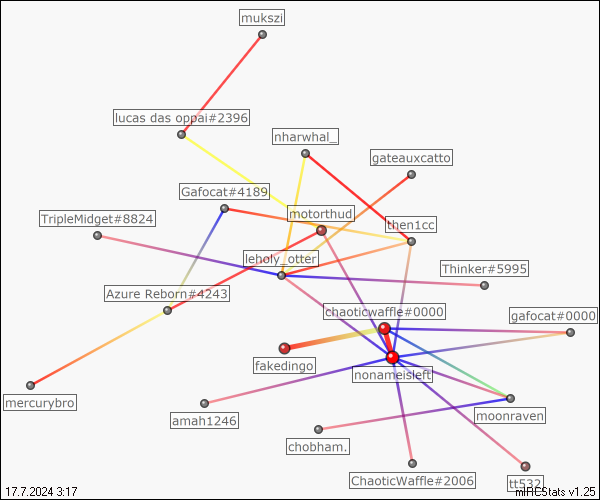 mukszi
lucas das oppai#2396
nharwhal_
gateauxcatto
Gafocat#4189
TripleMidget#8824
motorthud
then1cc
leholy_otter
Thinker#5995
Azure Reborn#4243
chaoticwaffle#0000
gafocat#0000
fakedingo
nonameisleft
mercurybro
amah1246
moonraven
chobham.
ChaoticWaffle#2006
tt532
17.7.2024 3:17
mIRCStats v1.25